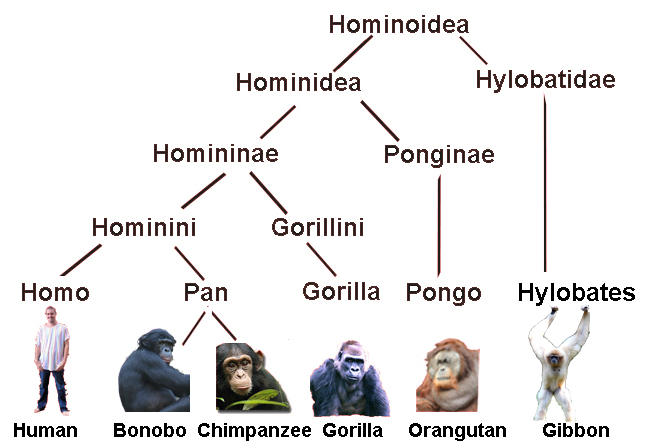 Hominoidea
Hominidea
Hylobatidae
Homininae
Ponginae
Hominini
Gorillini
Homo
Pan
Gorilla
Pongo
Hylobates
Human
Bonobo
Chimpanzee
Gorilla
Orangutan
Gibbon